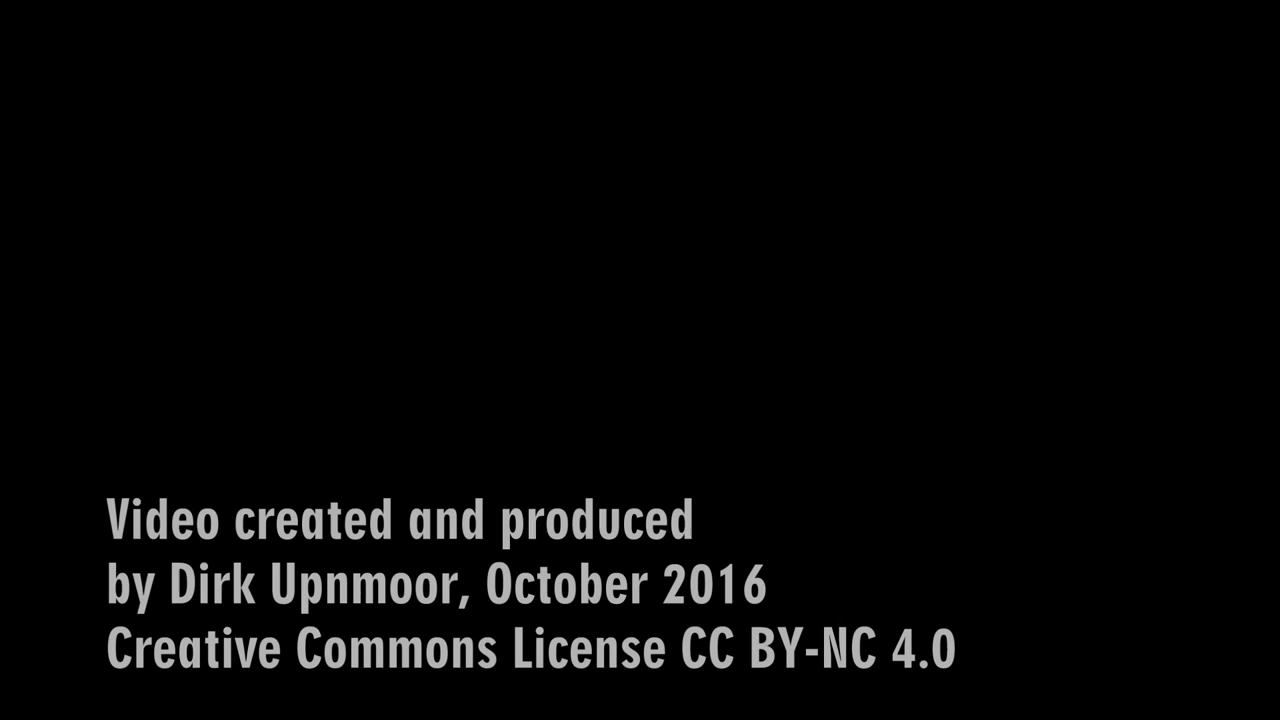 Video created and produced
by Dirk Upnmoor, October 2016
Creative Commons License CC BY-NC 4.0